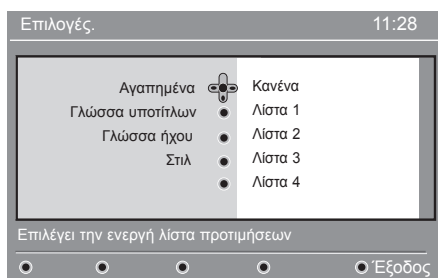 Επιλογές. 11:28
Αγαπημένα Κανένα
Γλώσσα υποτίτλων Λίστα 1
Γλώσσα ήχου Λίστα 2
Στιλ Λίστα 3
Λίστα 4
Επιλέγει την ενεργή λίστα προτιμήσεων
Έξοδος